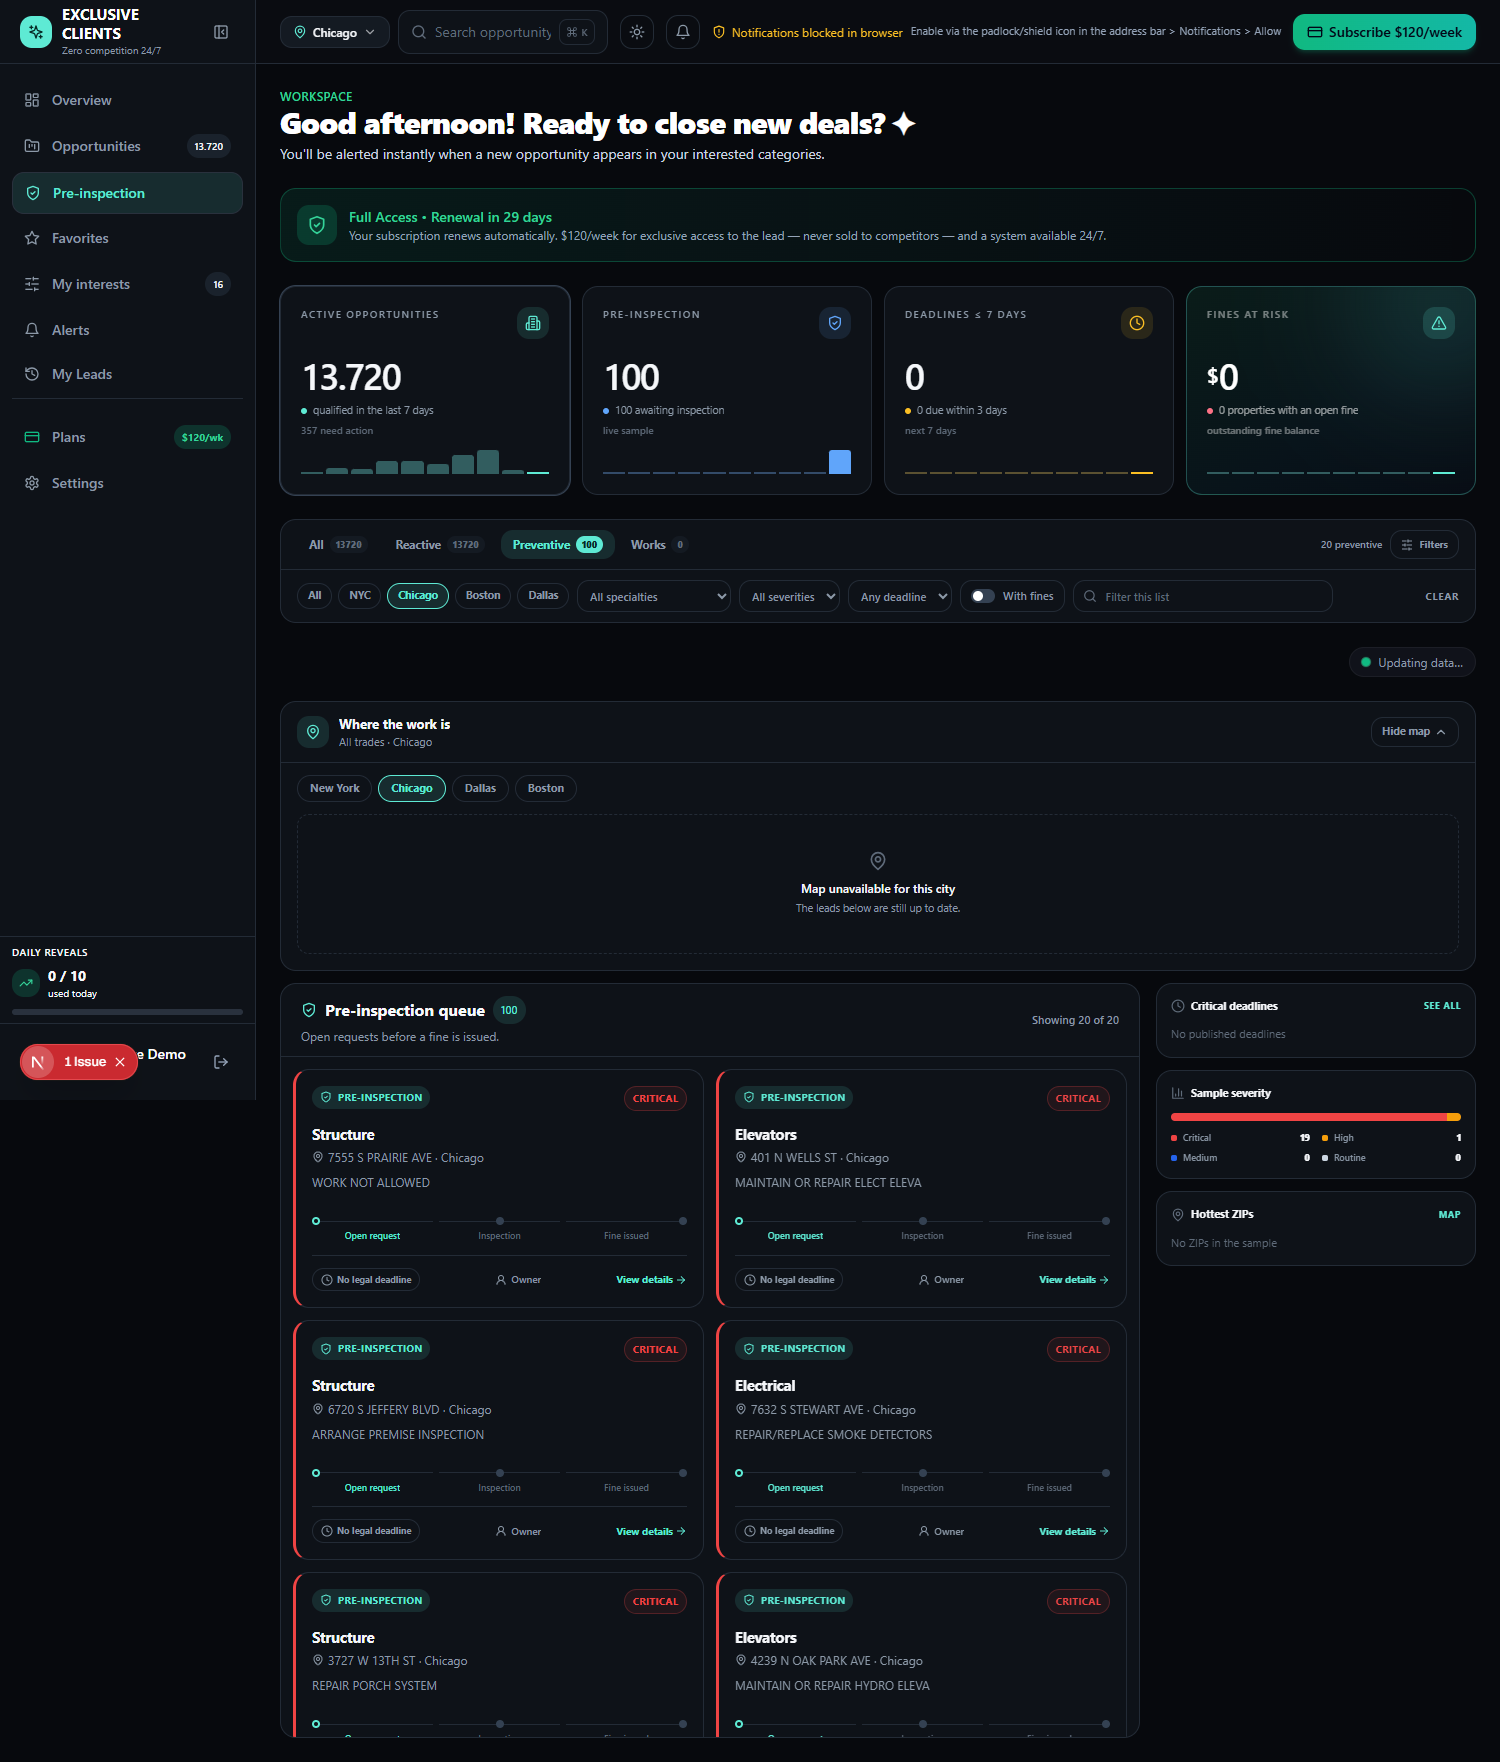 EXCLUSIVE
CLIENTS
Zero competition 24/7
Overview
Opportunities 13.720
Pre-inspection
Favorites
My interests 16
Alerts
My Leads
Plans $120/wk
Settings
DAILY REVEALS
0 / 10
used today
1 Issue
e Demo
Chicago
Search opportunity
⌘ K
Notifications blocked in browser
Enable via the padlock/shield icon in the address bar > Notifications > Allow
Subscribe $120/week
WORKSPACE
Good afternoon! Ready to close new deals? ✦
You'll be alerted instantly when a new opportunity appears in your interested categories.
Full Access • Renewal in 29 days
Your subscription renews automatically. $120/week for exclusive access to the lead — never sold to competitors — and a system available 24/7.
ACTIVE OPPORTUNITIES
13.720
qualified in the last 7 days
357 need action
PRE-INSPECTION
100
100 awaiting inspection
live sample
DEADLINES ≤ 7 DAYS
0
0 due within 3 days
next 7 days
FINES AT RISK
$0
0 properties with an open fine
outstanding fine balance
All 13720 Reactive 13720 Preventive 100 Works 0
20 preventive Filters
All NYC Chicago Boston Dallas All specialties All severities Any deadline With fines Filter this list CLEAR
Updating data...
Where the work is
All trades · Chicago
Hide map
New York Chicago Dallas Boston
Map unavailable for this city
The leads below are still up to date.
Pre-inspection queue 100
Open requests before a fine is issued.
Showing 20 of 20
PRE-INSPECTION CRITICAL
Structure
7555 S PRAIRIE AVE · Chicago
WORK NOT ALLOWED
Open request Inspection Fine issued
No legal deadline Owner View details →
PRE-INSPECTION CRITICAL
Elevators
401 N WELLS ST · Chicago
MAINTAIN OR REPAIR ELECT ELEVA
Open request Inspection Fine issued
No legal deadline Owner View details →
PRE-INSPECTION CRITICAL
Structure
6720 S JEFFERY BLVD · Chicago
ARRANGE PREMISE INSPECTION
Open request Inspection Fine issued
No legal deadline Owner View details →
PRE-INSPECTION CRITICAL
Electrical
7632 S STEWART AVE · Chicago
REPAIR/REPLACE SMOKE DETECTORS
Open request Inspection Fine issued
No legal deadline Owner View details →
PRE-INSPECTION CRITICAL
Structure
3727 W 13TH ST · Chicago
REPAIR PORCH SYSTEM
PRE-INSPECTION CRITICAL
Elevators
4239 N OAK PARK AVE · Chicago
MAINTAIN OR REPAIR HYDRO ELEVA
Critical deadlines SEE ALL
No published deadlines
Sample severity
Critical 19 High 1
Medium 0 Routine 0
Hottest ZIPs MAP
No ZIPs in the sample